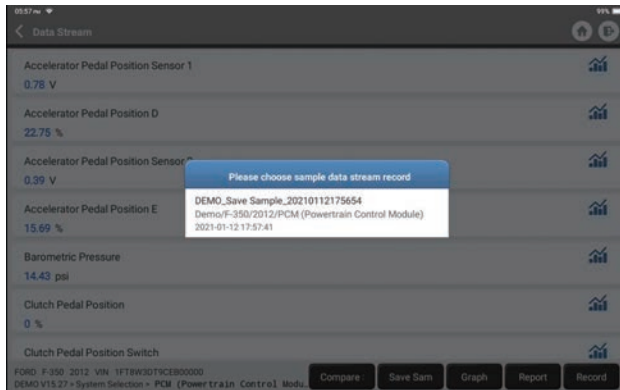 05:57 PM
91%
Data Stream
Accelerator Pedal Position Sensor 1
0.78 V
Accelerator Pedal Position D
22.75 %
Accelerator Pedal Position Sensor
0.39 V
Please choose sample data stream record
DEMO_Save Sample_20210112175654
Demo/F-350/2012/PCM (Powertrain Control Module)
2021-01-12 17:57:41
Accelerator Pedal Position E
15.69 %
Barometric Pressure
14.43 psi
Clutch Pedal Position
0 %
Clutch Pedal Position Switch
FORD F-350 2012 VIN 1FT8W3DT9CEB00000
DEMO V15.27 > System Selection > PCM (Powertrain Control Modu..
Compare Save Sam Graph Report Record